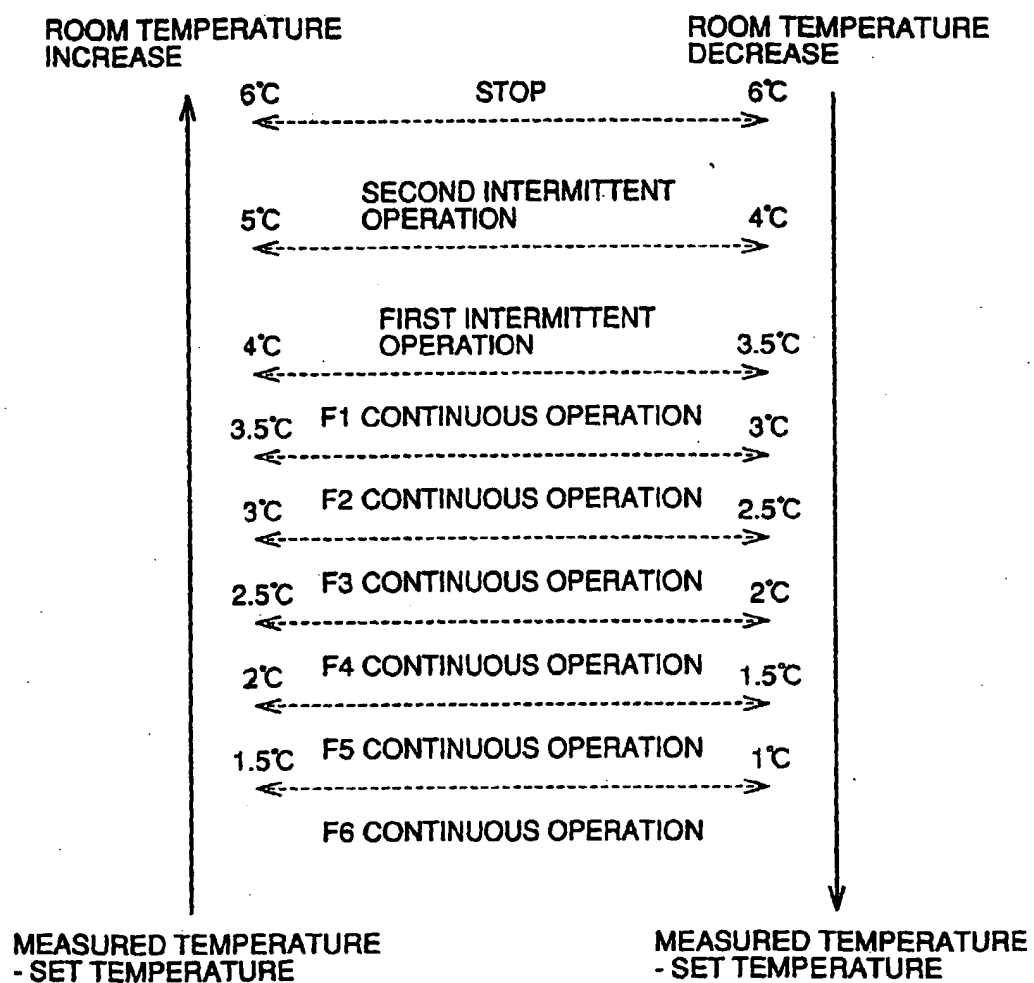 ROOM TEMPERATURE
INCREASE
ROOM TEMPERATURE
DECREASE
6℃ STOP 6℃
SECOND INTERMITTENT
5℃ OPERATION 4℃
FIRST INTERMITTENT
4℃ OPERATION 3.5℃
3.5℃ F1 CONTINUOUS OPERATION 3℃
3℃ F2 CONTINUOUS OPERATION 2.5℃
2.5℃ F3 CONTINUOUS OPERATION 2℃
2℃ F4 CONTINUOUS OPERATION 1.5℃
1.5℃ F5 CONTINUOUS OPERATION 1℃
F6 CONTINUOUS OPERATION
MEASURED TEMPERATURE
- SET TEMPERATURE
MEASURED TEMPERATURE
- SET TEMPERATURE